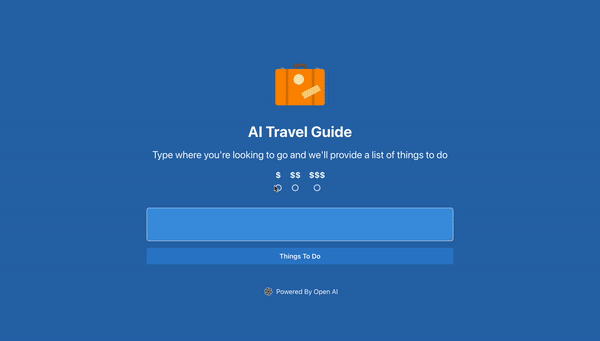 AI Travel Guide
Type where you're looking to go and we'll provide a list of things to do
$ $$ $$$
Things To Do
Powered By Open AI